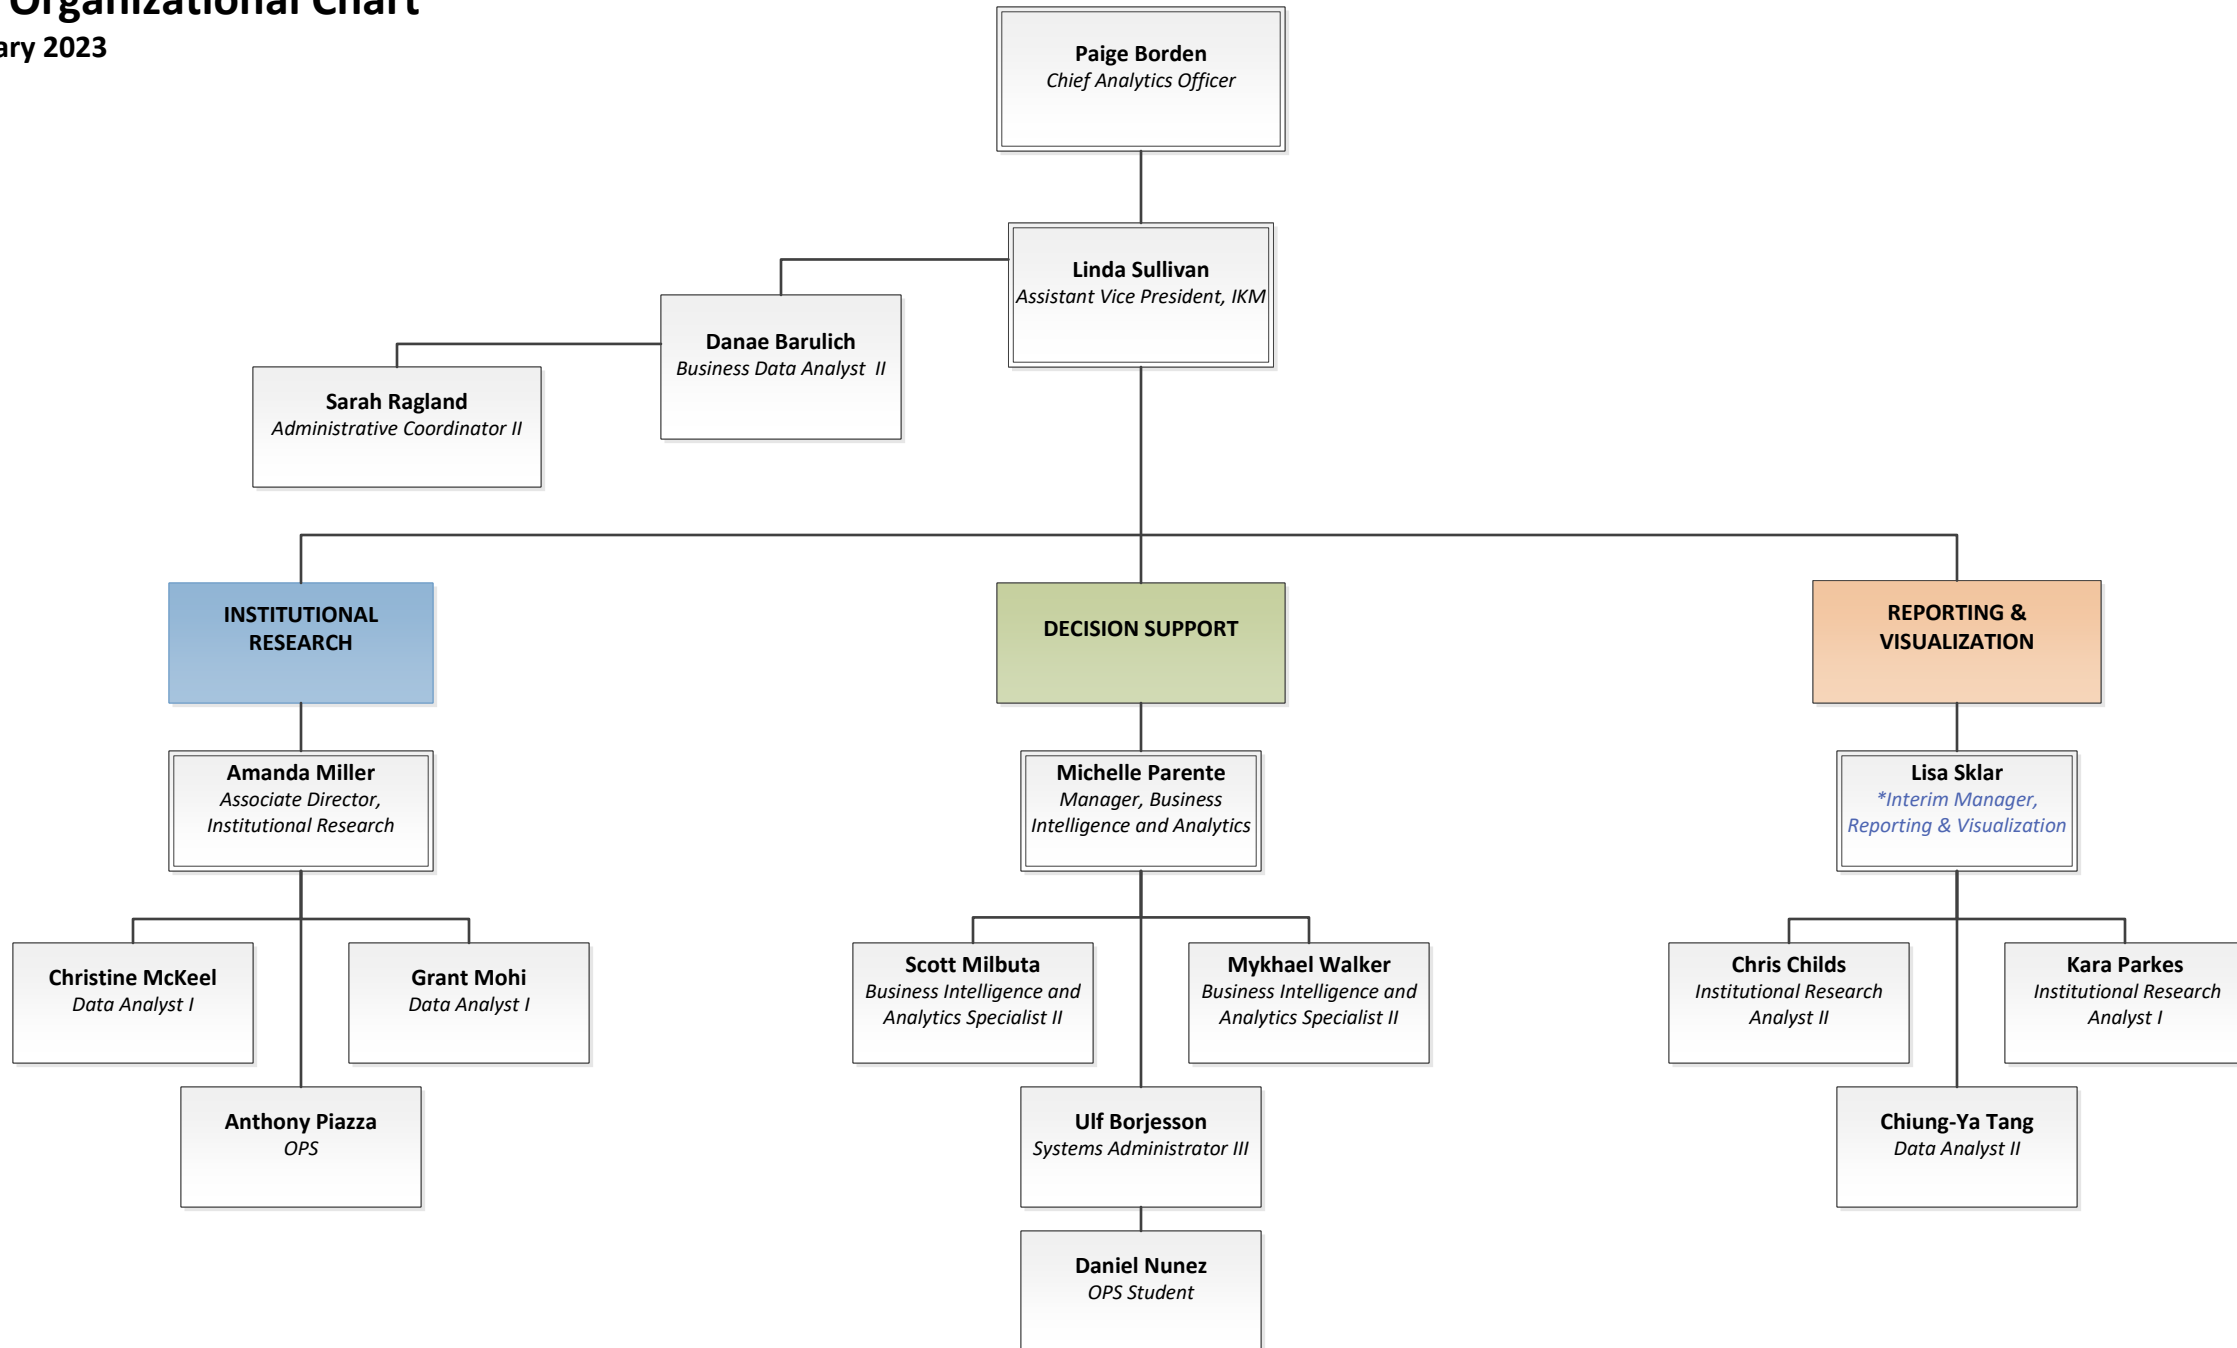 Organizational Chart
ary 2023
Paige Borden
Chief Analytics Officer
Linda Sullivan
Assistant Vice President, IKM
Danae Barulich
Business Data Analyst II
Sarah Ragland
Administrative Coordinator II
INSTITUTIONAL
RESEARCH
DECISION SUPPORT
REPORTING &
VISUALIZATION
Amanda Miller
Associate Director,
Institutional Research
Michelle Parente
Manager, Business
Intelligence and Analytics
Lisa Sklar
*Interim Manager,
Reporting & Visualization
Christine McKeel
Data Analyst I
Grant Mohi
Data Analyst I
Scott Milbuta
Business Intelligence and
Analytics Specialist II
Mykhael Walker
Business Intelligence and
Analytics Specialist II
Chris Childs
Institutional Research
Analyst II
Kara Parkes
Institutional Research
Analyst I
Anthony Piazza
OPS
Ulf Borjesson
Systems Administrator III
Chiung-Ya Tang
Data Analyst II
Daniel Nunez
OPS Student